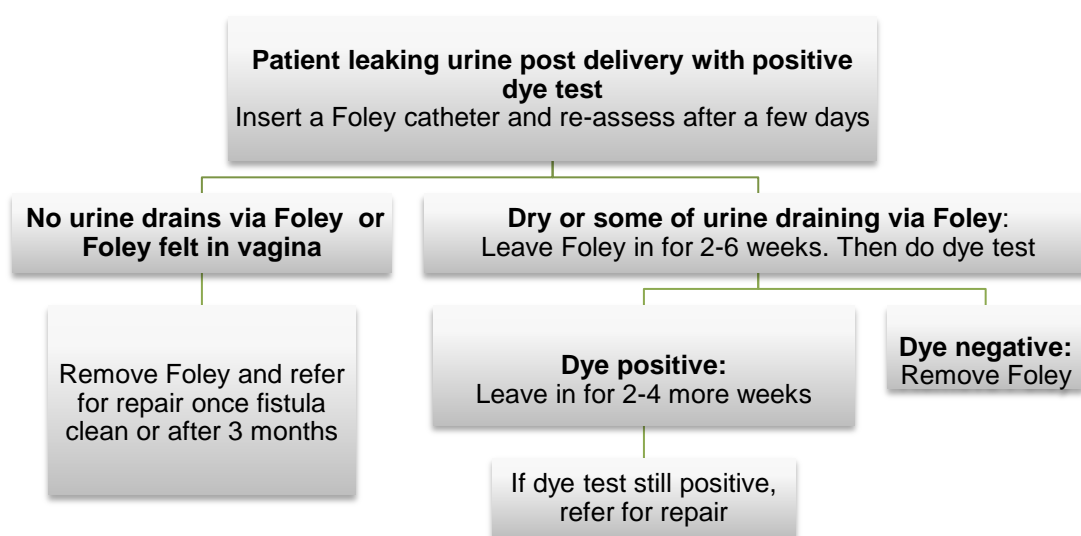 Patient leaking urine post delivery with positive
dye test
Insert a Foley catheter and re-assess after a few days
No urine drains via Foley or
Foley felt in vagina
Dry or some of urine draining via Foley:
Leave Foley in for 2-6 weeks. Then do dye test
Remove Foley and refer
for repair once fistula
clean or after 3 months
Dye positive:
Leave in for 2-4 more weeks
Dye negative:
Remove Foley
If dye test still positive,
refer for repair